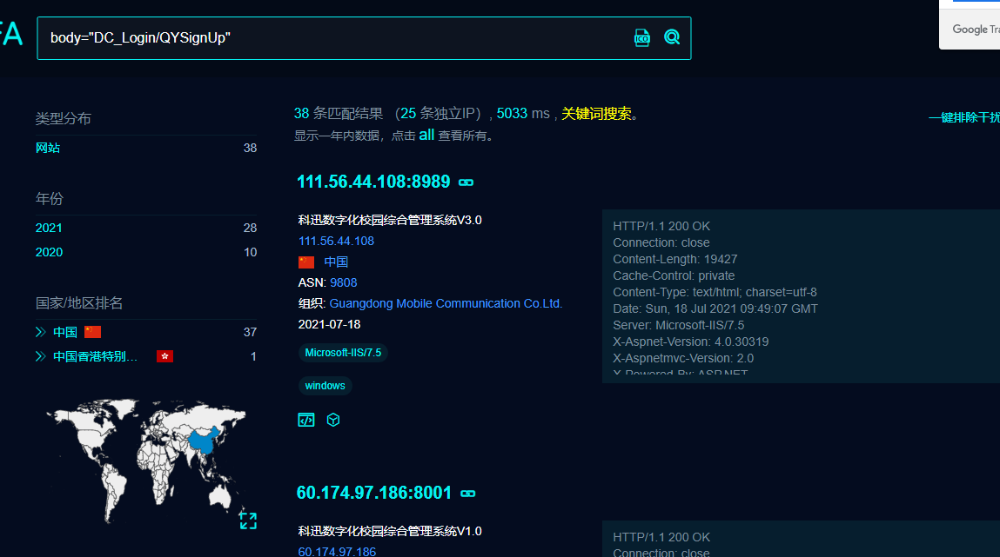 FA
body="DC_Login/QYSignUp"
ICO
Google Tra
类型分布
网站 38
年份
2021 28
2020 10
国家/地区排名
中国 37
中国香港特别... 1
38 条匹配结果 （25 条独立IP）, 5033 ms , 关键词搜索。
显示一年内数据，点击 all 查看所有。
一键排除干扰
111.56.44.108:8989
科迅数字化校园综合管理系统V3.0
111.56.44.108
中国
ASN: 9808
组织: Guangdong Mobile Communication Co.Ltd.
2021-07-18
Microsoft-IIS/7.5
windows
HTTP/1.1 200 OK
Connection: close
Content-Length: 19427
Cache-Control: private
Content-Type: text/html; charset=utf-8
Date: Sun, 18 Jul 2021 09:49:07 GMT
Server: Microsoft-IIS/7.5
X-Aspnet-Version: 4.0.30319
X-Aspnetmvc-Version: 2.0
X-Powered-By: ASP.NET
60.174.97.186:8001
科迅数字化校园综合管理系统V1.0
60.174.97.186
HTTP/1.1 200 OK
Connection: close